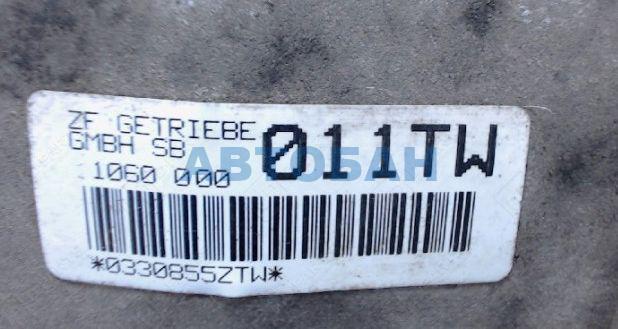 ZF GETRIEBE
GMBH SB 011TW
1060 000
АВТОБАН
*0330855ZTW*